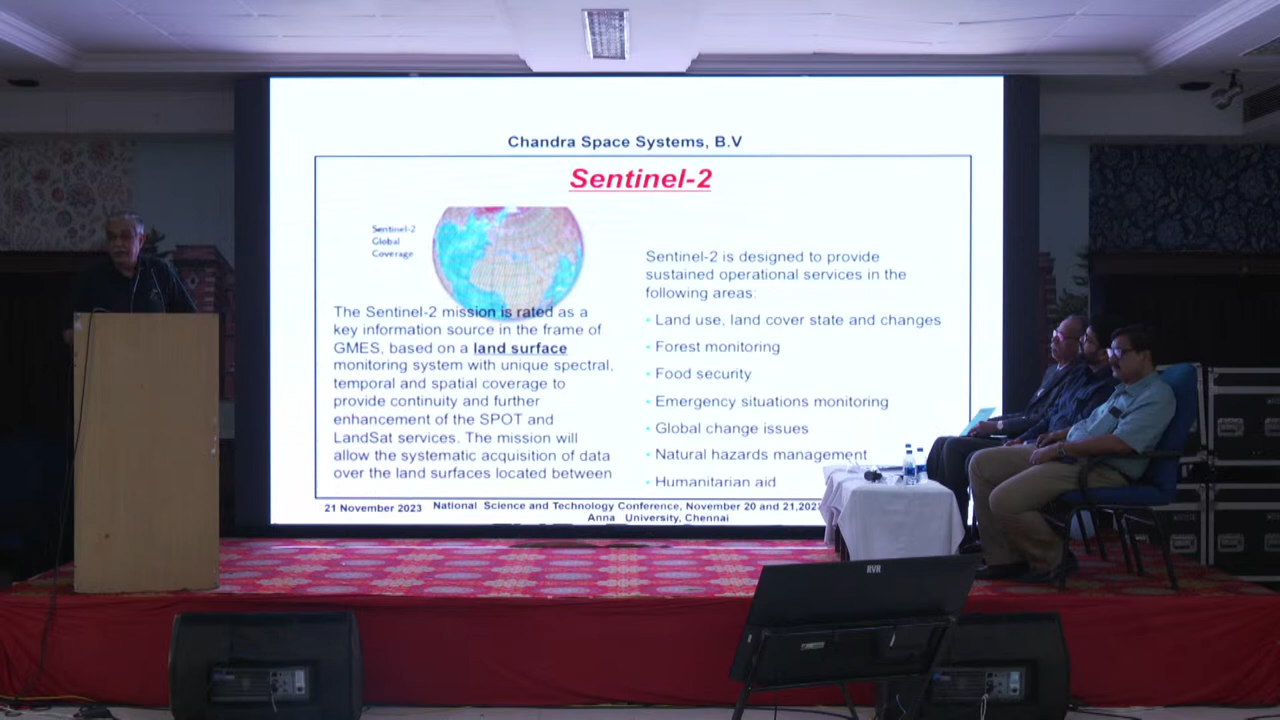 Chandra Space Systems, B.V
Sentinel-2
Sentinel-2
Global
Coverage
The Sentinel-2 mission is rated as a
key information source in the frame of
GMES, based on a land surface
monitoring system with unique spectral,
temporal and spatial coverage to
provide continuity and further
enhancement of the SPOT and
LandSat services. The mission will
allow the systematic acquisition of data
over the land surfaces located between
Sentinel-2 is designed to provide
sustained operational services in the
following areas:
• Land use, land cover state and changes
• Forest monitoring
• Food security
• Emergency situations monitoring
• Global change issues
• Natural hazards management
• Humanitarian aid
21 November 2023
National Science and Technology Conference, November 20 and 21,2023
Anna University, Chennai
RVR